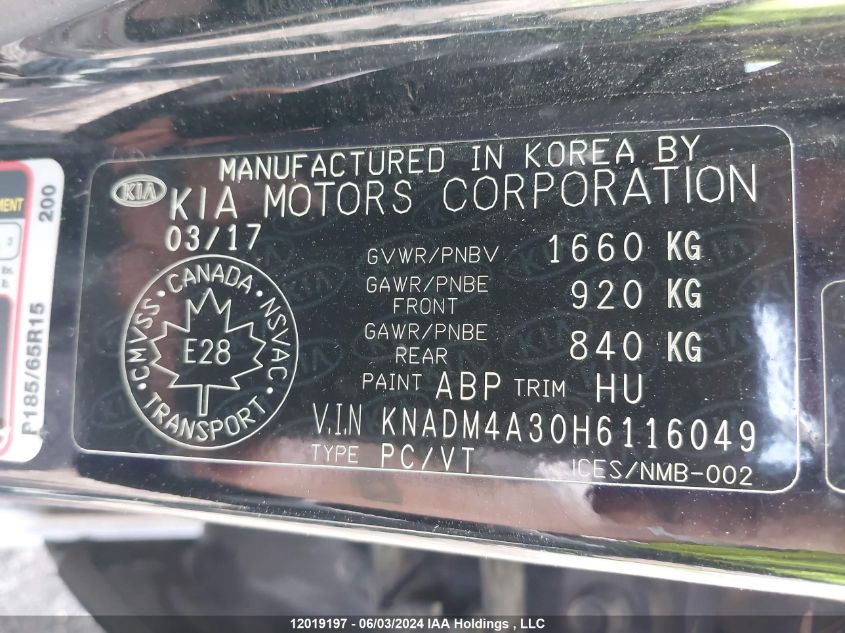 MANUFACTURED IN KOREA BY
KIA KIA MOTORS CORPORATION
03/17
GVWR/PNBV 1660 KG
GAWR/PNBE FRONT 920 KG
GAWR/PNBE REAR 840 KG
PAINT ABP TRIM HU
V.I.N KNADM4A30H6116049
TYPE PC/VT ICES/NMB-002
CMVSS · CANADA · NSVAC
E28
TRANSPORT
MENT
200
P185/65R15
12019197 - 06/03/2024 IAA Holdings , LLC